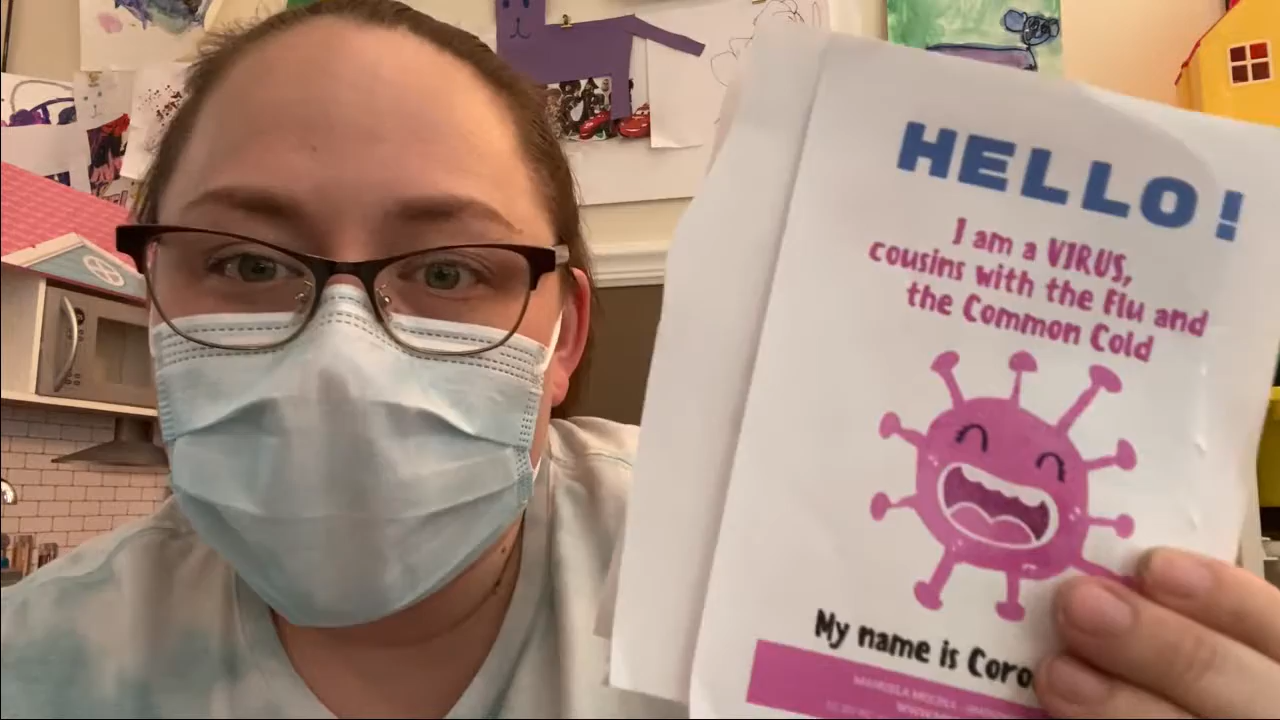 HELLO!
I am a VIRUS,
cousins with the Flu and
the Common Cold
My name is Coro